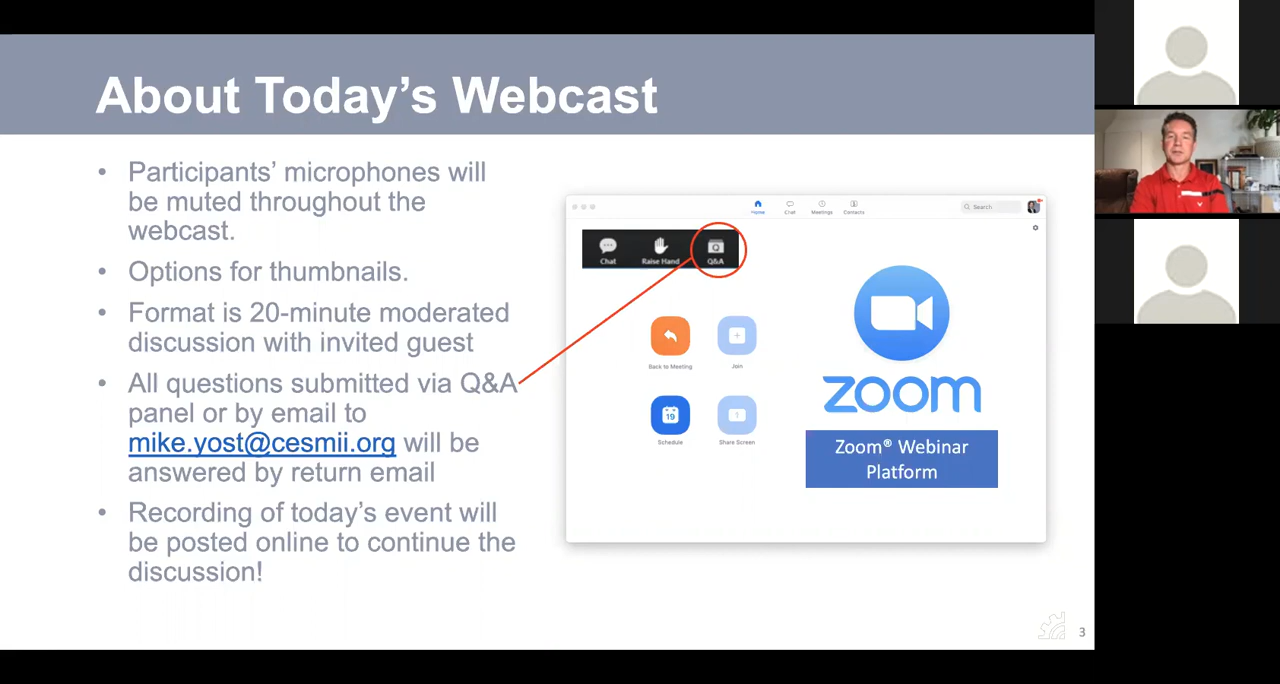 About Today’s Webcast
• Participants’ microphones will
be muted throughout the
webcast.
• Options for thumbnails.
• Format is 20-minute moderated
discussion with invited guest
• All questions submitted via Q&A
panel or by email to
mike.yost@cesmii.org will be
answered by return email
• Recording of today’s event will
be posted online to continue the
discussion!
Home Chat Meetings Contacts Search
Chat Raise Hand Q&A
Back to Meeting Join
19
Schedule Share Screen
zoom
Zoom® Webinar
Platform
3